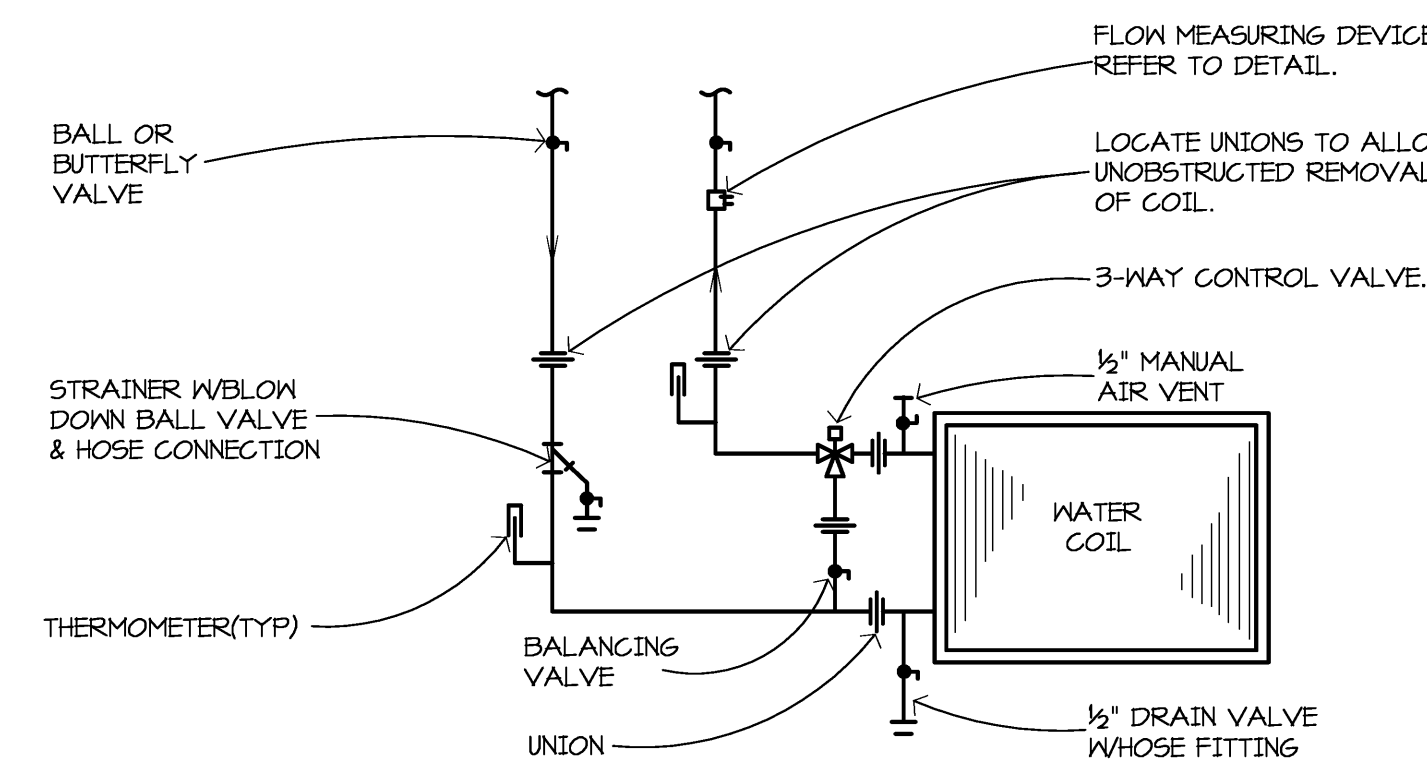 FLOW MEASURING DEVICE
REFER TO DETAIL.
BALL OR
BUTTERFLY
VALVE
LOCATE UNIONS TO ALLO
UNOBSTRUCTED REMOVAL
OF COIL.
3-WAY CONTROL VALVE.
½" MANUAL
AIR VENT
STRAINER W/BLOW
DOWN BALL VALVE
& HOSE CONNECTION
WATER
COIL
THERMOMETER(TYP)
BALANCING
VALVE
UNION
½" DRAIN VALVE
W/HOSE FITTING